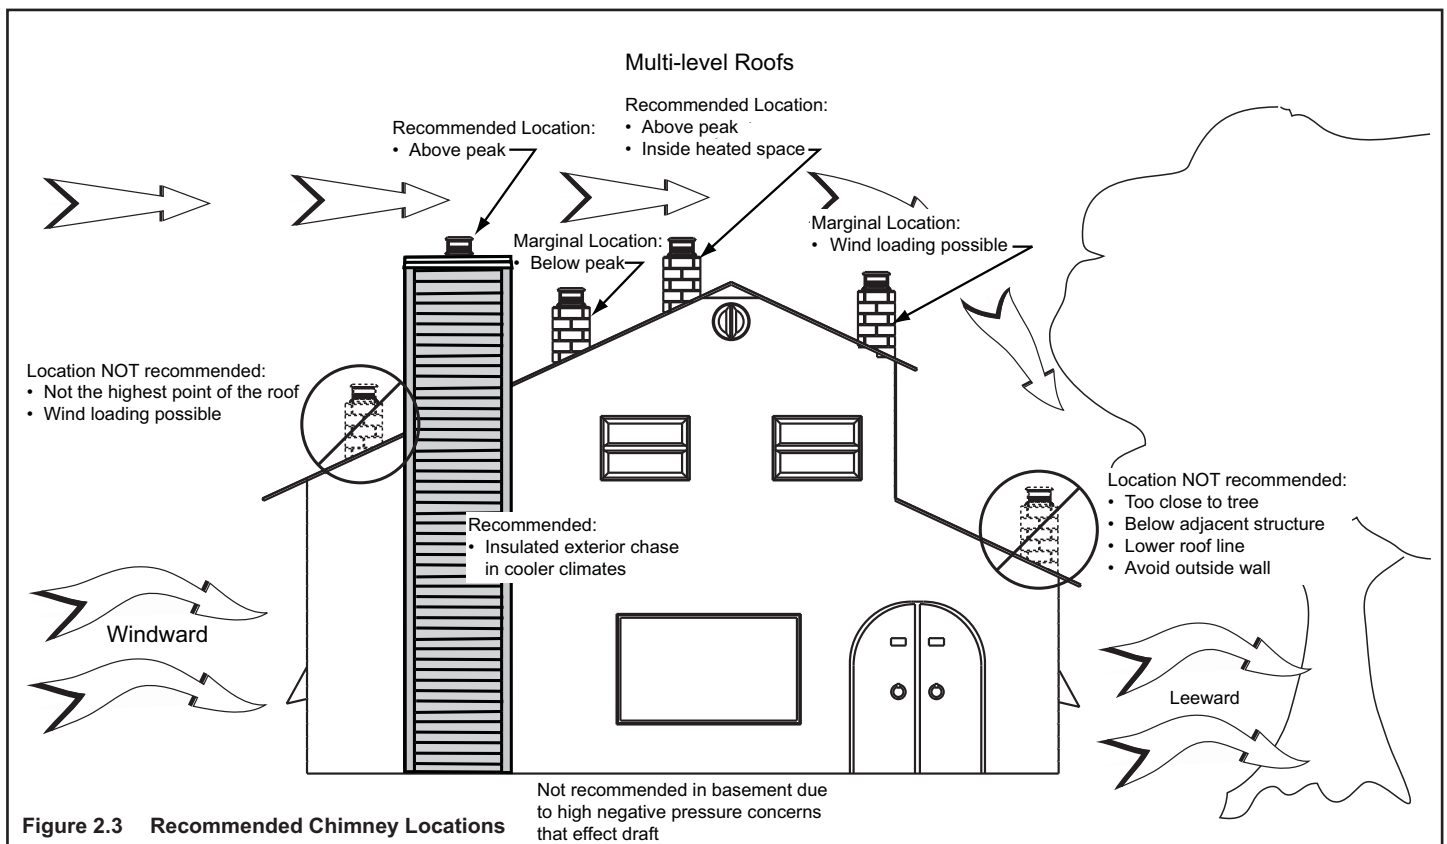 Multi-level Roofs
Recommended Location:
• Above peak
• Inside heated space
Recommended Location:
• Above peak
Marginal Location:
• Wind loading possible
Marginal Location:
• Below peak
Location NOT recommended:
• Not the highest point of the roof
• Wind loading possible
Location NOT recommended:
• Too close to tree
• Below adjacent structure
• Lower roof line
• Avoid outside wall
Recommended:
• Insulated exterior chase
in cooler climates
Windward
Leeward
Not recommended in basement due
to high negative pressure concerns
that effect draft
Figure 2.3 Recommended Chimney Locations